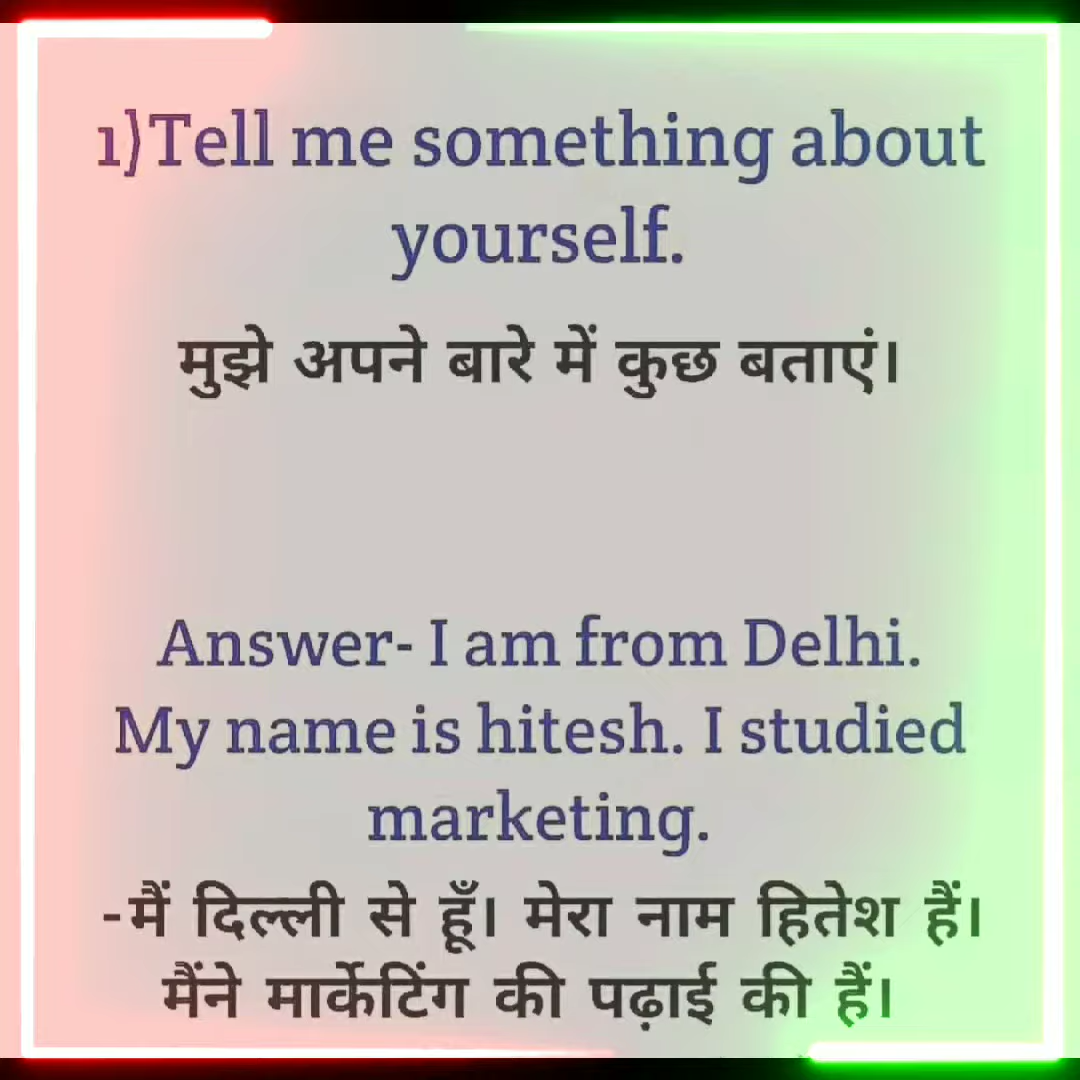 1)Tell me something about
yourself.
मुझे अपने बारे में कुछ बताएं।
Answer- I am from Delhi.
My name is hitesh. I studied
marketing.
-मैं दिल्ली से हूँ। मेरा नाम हितेश हैं।
मैंने मार्केटिंग की पढ़ाई की हैं।